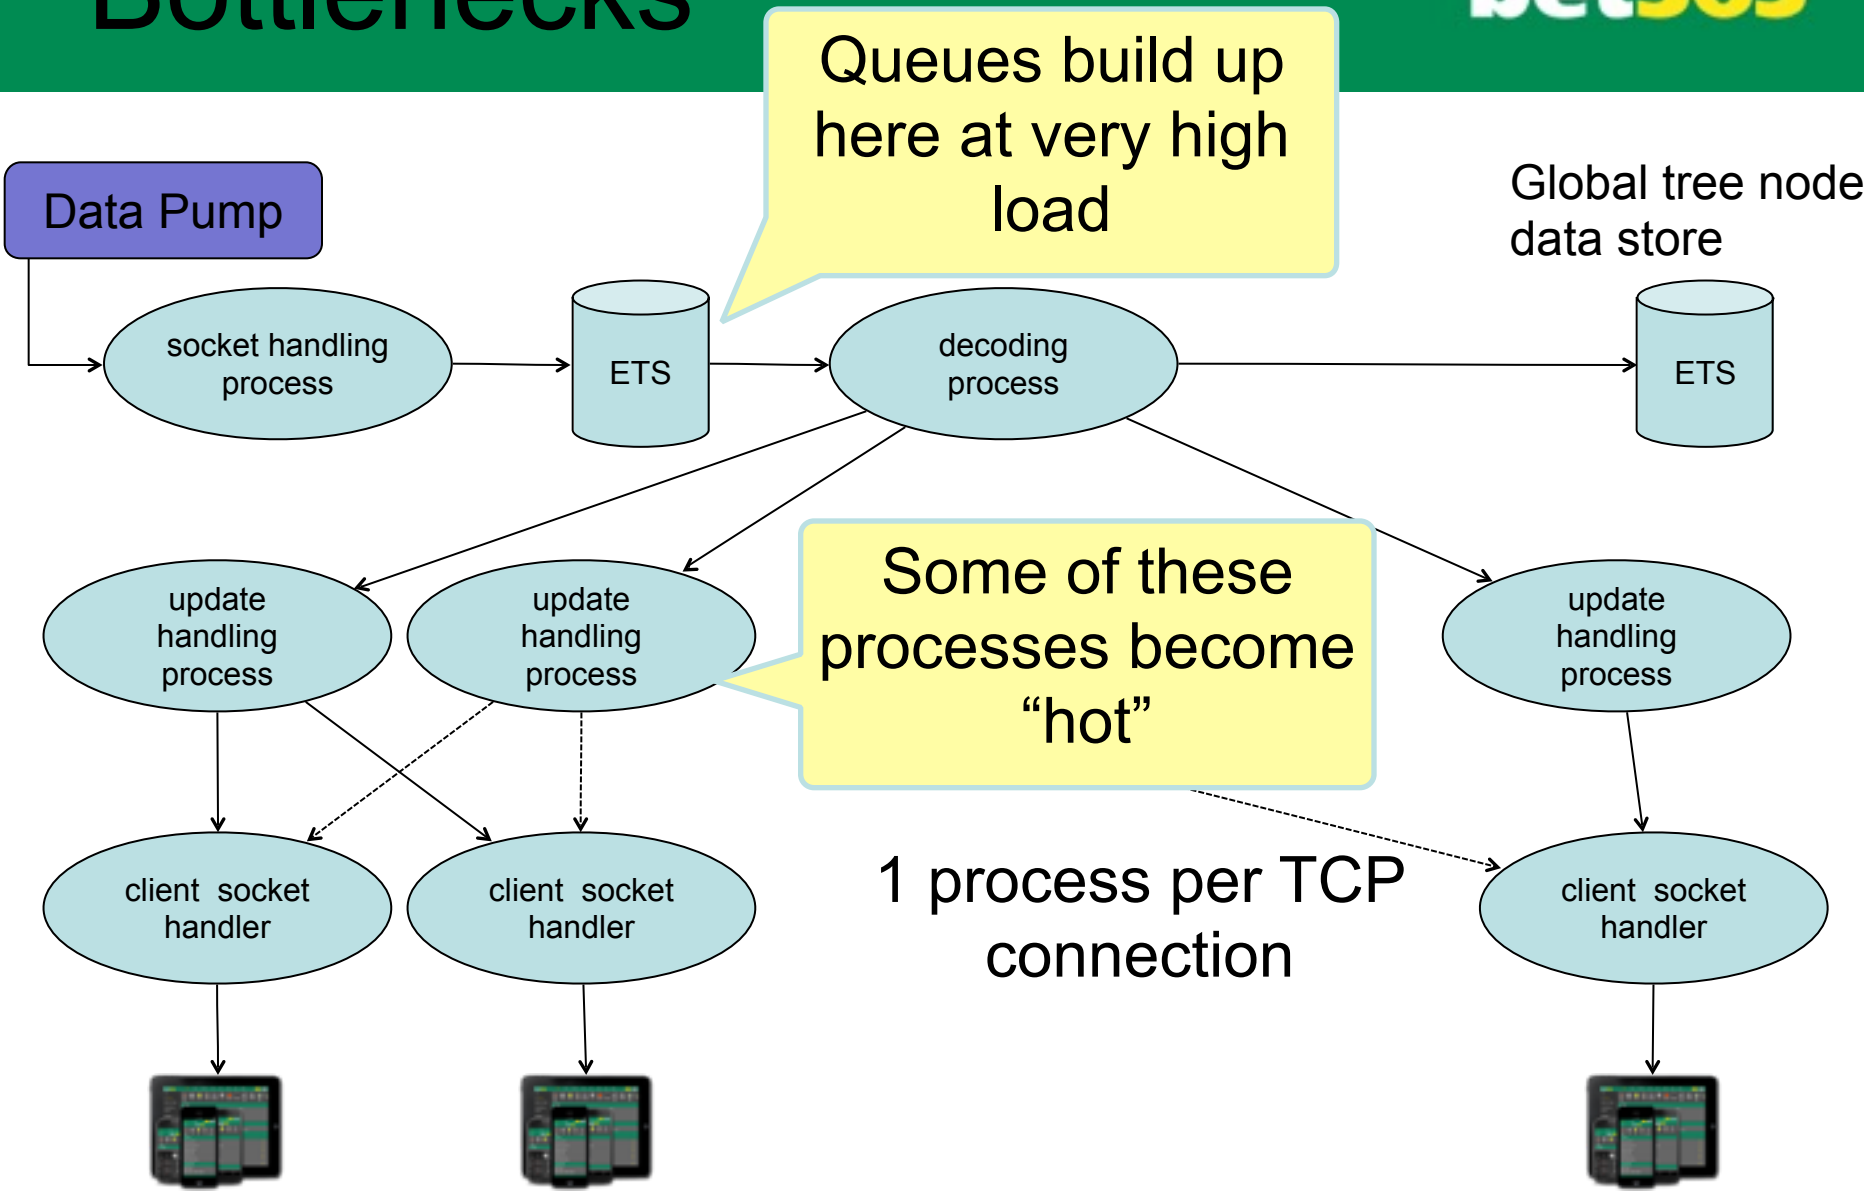 Bottlenecks
bet365
Queues build up
here at very high
load
Data Pump
Global tree node
data store
socket handling
process
ETS
decoding
process
ETS
Some of these
processes become
“hot”
update
handling
process
update
handling
process
update
handling
process
1 process per TCP
connection
client socket
handler
client socket
handler
client socket
handler